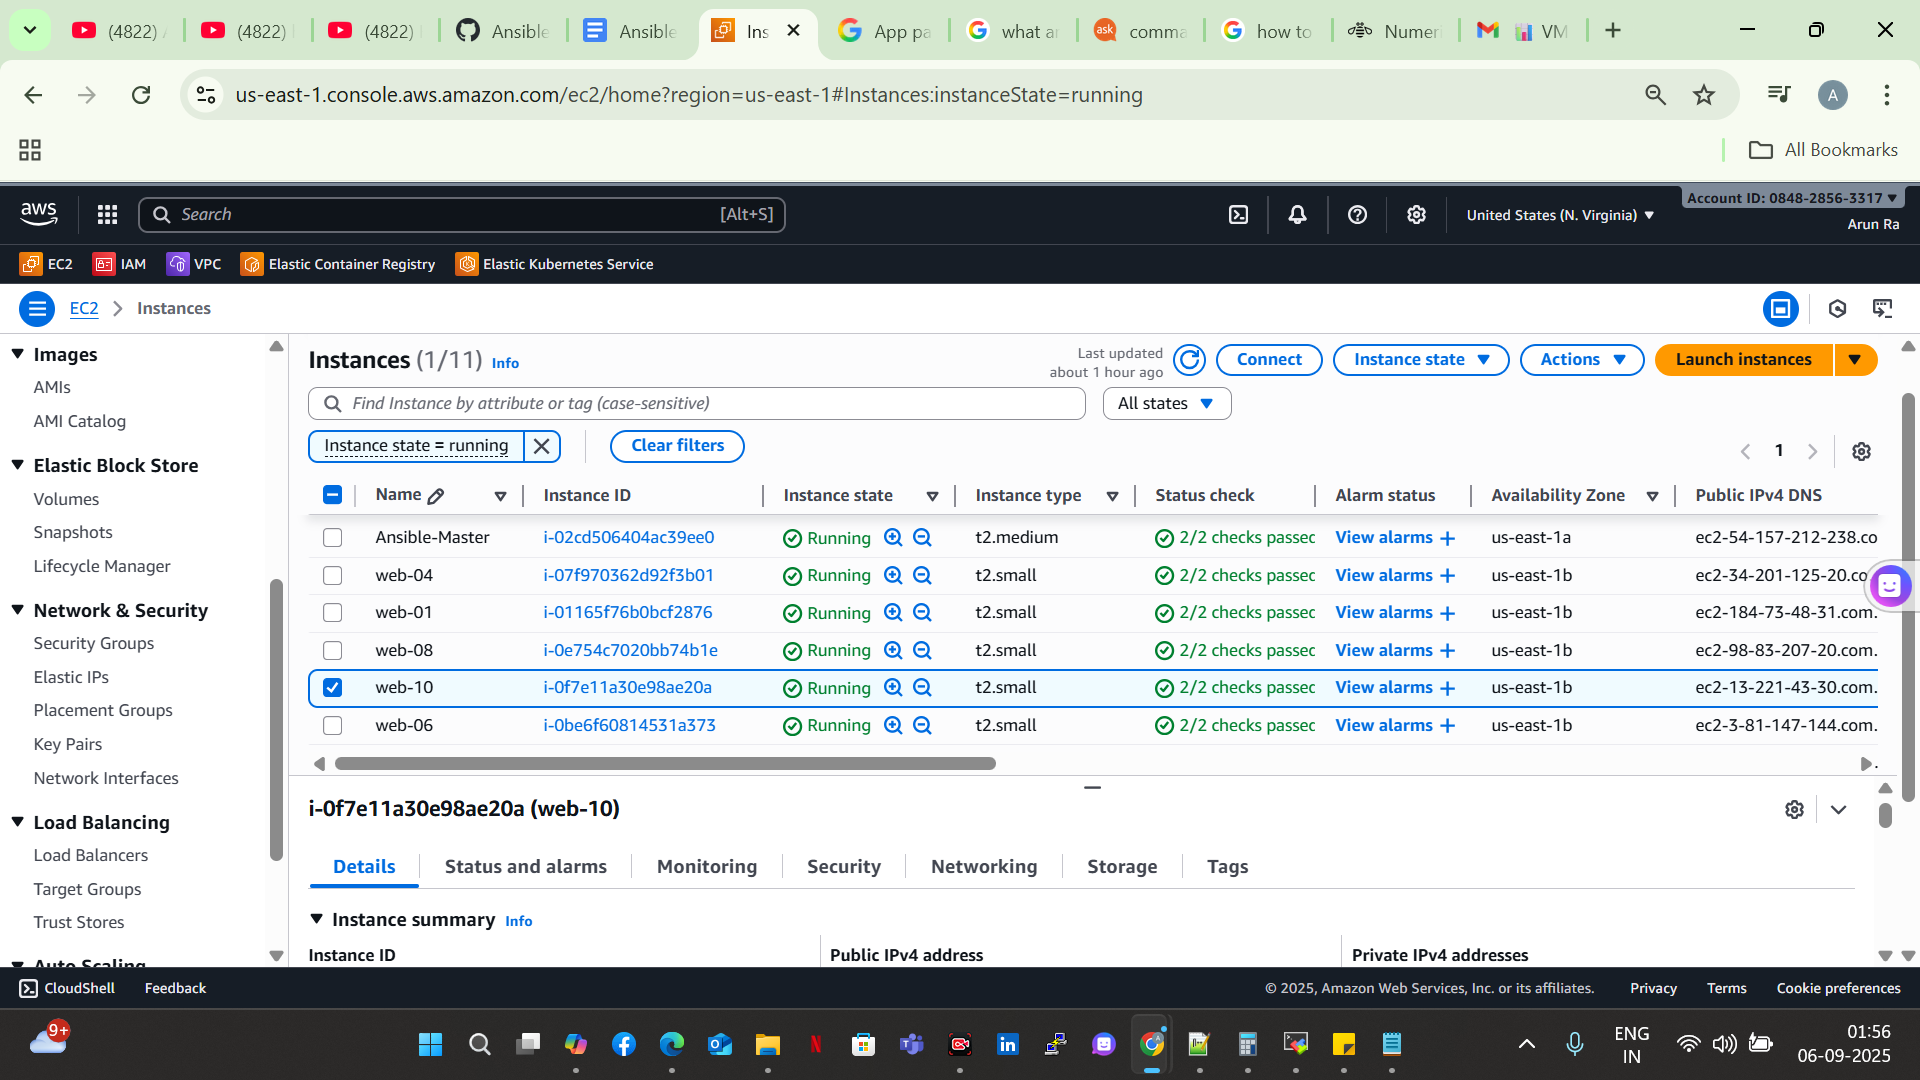 (4822)
(4822)
(4822)
Ansible
Ansible
Ins
App pa
what ar
comma
how to
Numer
VM
us-east-1.console.aws.amazon.com/ec2/home?region=us-east-1#Instances:instanceState=running
A
All Bookmarks
aws
Search
[Alt+S]
United States (N. Virginia)
Account ID: 0848-2856-3317
Arun Ra
EC2
IAM
VPC
Elastic Container Registry
Elastic Kubernetes Service
EC2
Instances
Images
AMIs
AMI Catalog
Elastic Block Store
Volumes
Snapshots
Lifecycle Manager
Network & Security
Security Groups
Elastic IPs
Placement Groups
Key Pairs
Network Interfaces
Load Balancing
Load Balancers
Target Groups
Trust Stores
Auto Scaling
Instances (1/11) Info
Last updated
about 1 hour ago
Connect
Instance state
Actions
Launch instances
Find Instance by attribute or tag (case-sensitive)
All states
Instance state = running
Clear filters
1
Name Instance ID Instance state Instance type Status check Alarm status Availability Zone Public IPv4 DNS
Ansible-Master i-02cd506404ac39ee0 Running t2.medium 2/2 checks passed View alarms + us-east-1a ec2-54-157-212-238.co
web-04 i-07f970362d92f3b01 Running t2.small 2/2 checks passed View alarms + us-east-1b ec2-34-201-125-20.co
web-01 i-01165f76b0bcf2876 Running t2.small 2/2 checks passed View alarms + us-east-1b ec2-184-73-48-31.com.
web-08 i-0e754c7020bb74b1e Running t2.small 2/2 checks passed View alarms + us-east-1b ec2-98-83-207-20.com.
web-10 i-0f7e11a30e98ae20a Running t2.small 2/2 checks passed View alarms + us-east-1b ec2-13-221-43-30.com.
web-06 i-0be6f60814531a373 Running t2.small 2/2 checks passed View alarms + us-east-1b ec2-3-81-147-144.com.
i-0f7e11a30e98ae20a (web-10)
Details
Status and alarms
Monitoring
Security
Networking
Storage
Tags
Instance summary Info
Instance ID
Public IPv4 address
Private IPv4 addresses
CloudShell
Feedback
© 2025, Amazon Web Services, Inc. or its affiliates.
Privacy
Terms
Cookie preferences
9+
ENG
IN
01:56
06-09-2025